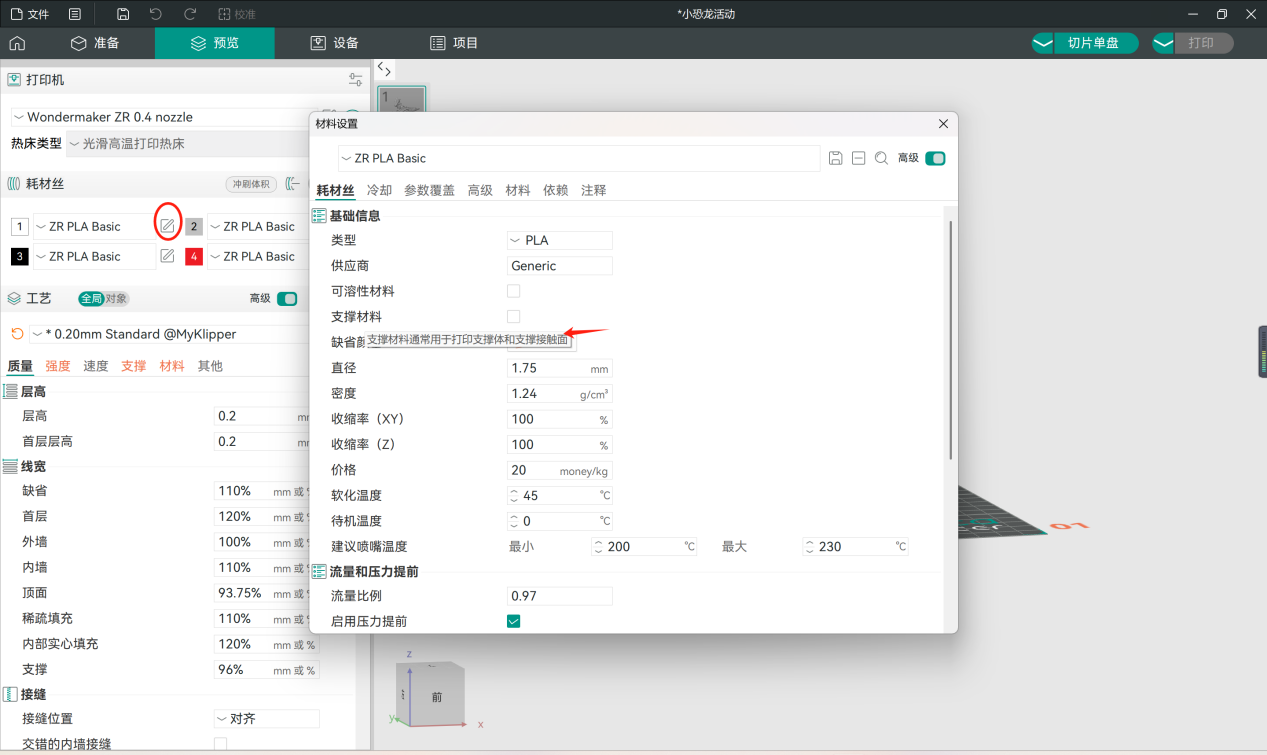 文件
校准
*小恐龙活动
准备
预览
设备
项目
切片单盘
打印
打印机
Wondermaker ZR 0.4 nozzle
热床类型
光滑高温打印热床
耗材丝
冲刷体积
1 ZR PLA Basic
2 ZR PLA Basic
3 ZR PLA Basic
4 ZR PLA Basic
工艺
全局 对象
高级
* 0.20mm Standard @MyKlipper
质量 强度 速度 支撑 材料 其他
层高
层高 0.2
首层层高 0.2
线宽
缺省 110% mm 或
首层 120% mm 或
外墙 100% mm 或
内墙 110% mm 或
顶面 93.75% mm 或
稀疏填充 110% mm 或
内部实心填充 120% mm 或 %
支撑 96% mm 或 %
接缝
接缝位置 对齐
交错的内墙接缝
1
材料设置
ZR PLA Basic
高级
耗材丝 冷却 参数覆盖 高级 材料 依赖 注释
基础信息
类型 PLA
供应商 Generic
可溶性材料
支撑材料
缺省
支撑材料通常用于打印支撑体和支撑接触面
直径 1.75 mm
密度 1.24 g/cm³
收缩率（XY） 100 %
收缩率（Z） 100 %
价格 20 money/kg
软化温度 45 °C
待机温度 0 °C
建议喷嘴温度 最小 200 °C 最大 230 °C
流量和压力提前
流量比例 0.97
启用压力提前
01
z
前
y
x